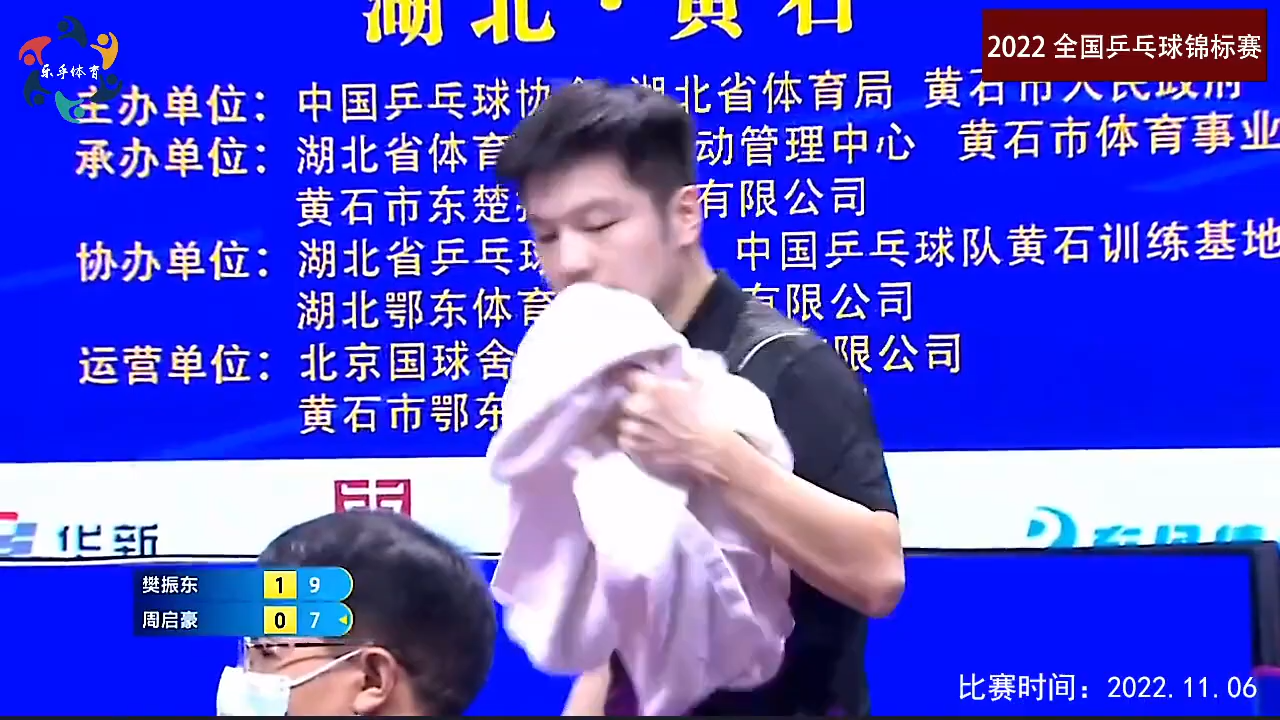 湖北·黄石
2022 全国乒乓球锦标赛
乐乎体育
主办单位：中国乒乓球协会 湖北省体育局 黄石市人民政府
承办单位：湖北省体育 动管理中心 黄石市体育事业
黄石市东楚 有限公司
协办单位：湖北省乒乓球 中国乒乓球队黄石训练基地
湖北鄂东体育 有限公司
运营单位：北京国球舍 限公司
黄石市鄂东
华新
樊振东 1 9
周启豪 0 7
比赛时间：2022.11.06